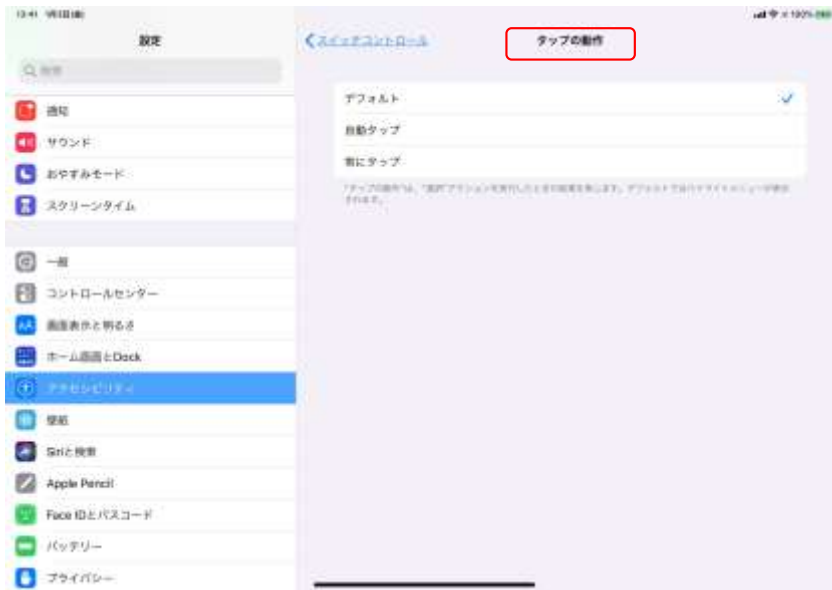 13:41
設定
スイッチコントロール
タップの動作
検索
デフォルト
自動タップ
常にタップ
通知
サウンド
おやすみモード
スクリーンタイム
一般
コントロールセンター
画面表示と明るさ
ホーム画面とDock
アクセシビリティ
壁紙
Siriと検索
Apple Pencil
Face IDとパスコード
バッテリー
プライバシー